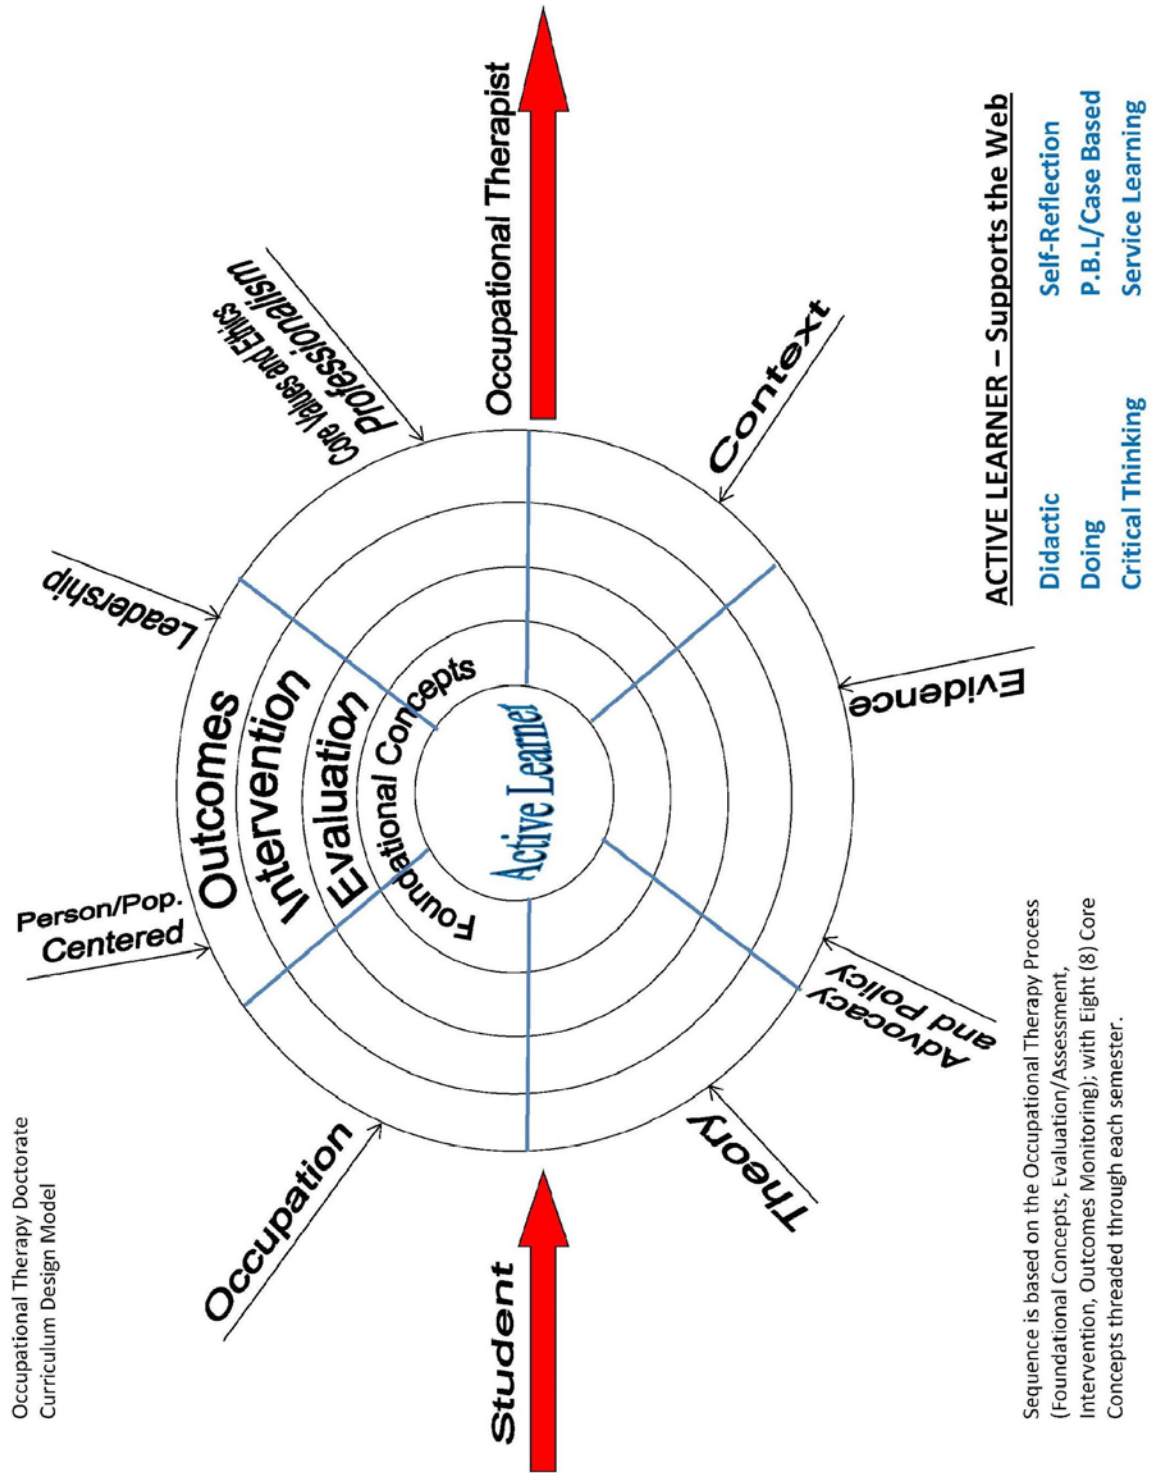 Occupational Therapy Doctorate
Curriculum Design Model
Person/Pop.
Centered
Leadership
Occupation
Core Values and Ethics
Professionalism
Outcomes
Intervention
Evaluation
Foundational Concepts
Student
Active Learner
Occupational Therapist
Theory
Context
Advocacy
and Policy
Evidence
Sequence is based on the Occupational Therapy Process
(Foundational Concepts, Evaluation/Assessment,
Intervention, Outcomes Monitoring); with Eight (8) Core
Concepts threaded through each semester.
ACTIVE LEARNER – Supports the Web
Didactic Self-Reflection
Doing P.B.L/Case Based
Critical Thinking Service Learning